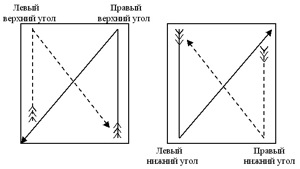 Левый
верхний угол
Правый
верхний угол
Левый
нижний угол
Правый
нижний угол